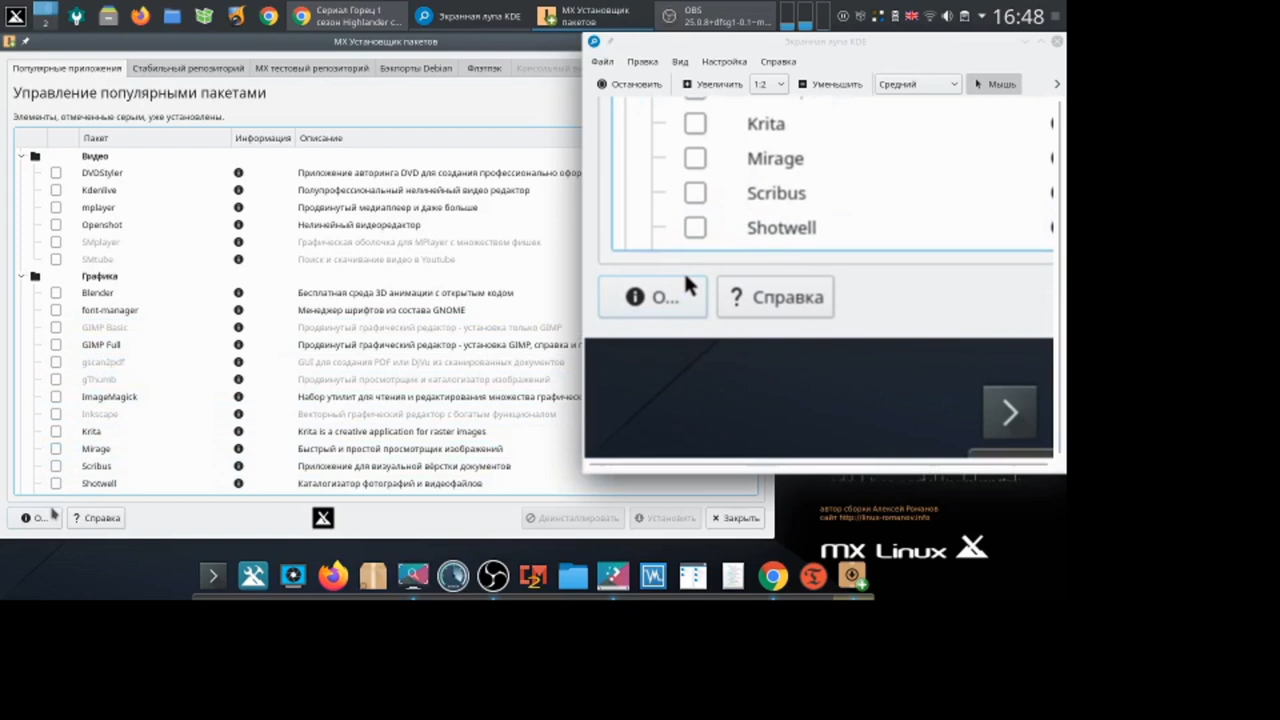 2
Сериал Горец 1
сезон Highlander с...
Экранная лупа KDE
MX Установщик
пакетов
OBS
25.0.8+dfsg1-0.1~m...
16:48
MX Установщик пакетов
Популярные приложения
Стабильный репозиторий
MX тестовый репозиторий
Бэкпорты Debian
Флэтпэк
Управление популярными пакетами
Элементы, отмеченные серым, уже установлены.
Пакет Информация Описание
Видео
DVDStyler Приложение авторинга DVD для создания профессионально офор
Kdenlive Полупрофессиональный нелинейный видео редактор
mplayer Продвинутый медиаплеер и даже больше
Openshot Нелинейный видеоредактор
SMplayer Графическая оболочка для MPlayer с множеством фишек
SMtube Поиск и скачивание видео в Youtube
Графика
Blender Бесплатная среда 3D анимации с открытым кодом
font-manager Менеджер шрифтов из состава GNOME
GIMP Basic Продвинутый графический редактор - установка только GIMP
GIMP Full Продвинутый графический редактор - установка GIMP, справка и п
gscan2pdf GUI для создания PDF или DjVu из сканированных документов
gThumb Продвинутый просмотрщик и каталогизатор изображений
ImageMagick Набор утилит для чтения и редактирования множества графическ
Inkscape Векторный графический редактор с богатым функционалом
Krita Krita is a creative application for raster images
Mirage Быстрый и простой просмотрщик изображений
Scribus Приложение для визуальной вёрстки документов
Shotwell Каталогизатор фотографий и видеофайлов
О...
? Справка
Деинсталлировать
Установить
Закрыть
Экранная лупа KDE
Файл Правка Вид Настройка Справка
Остановить Увеличить 1:2 Уменьшить Средний Мышь
Krita
Mirage
Scribus
Shotwell
О...
? Справка
автор сборки Алексей Романов
сайт http://linux-romanov.info
MX Linux